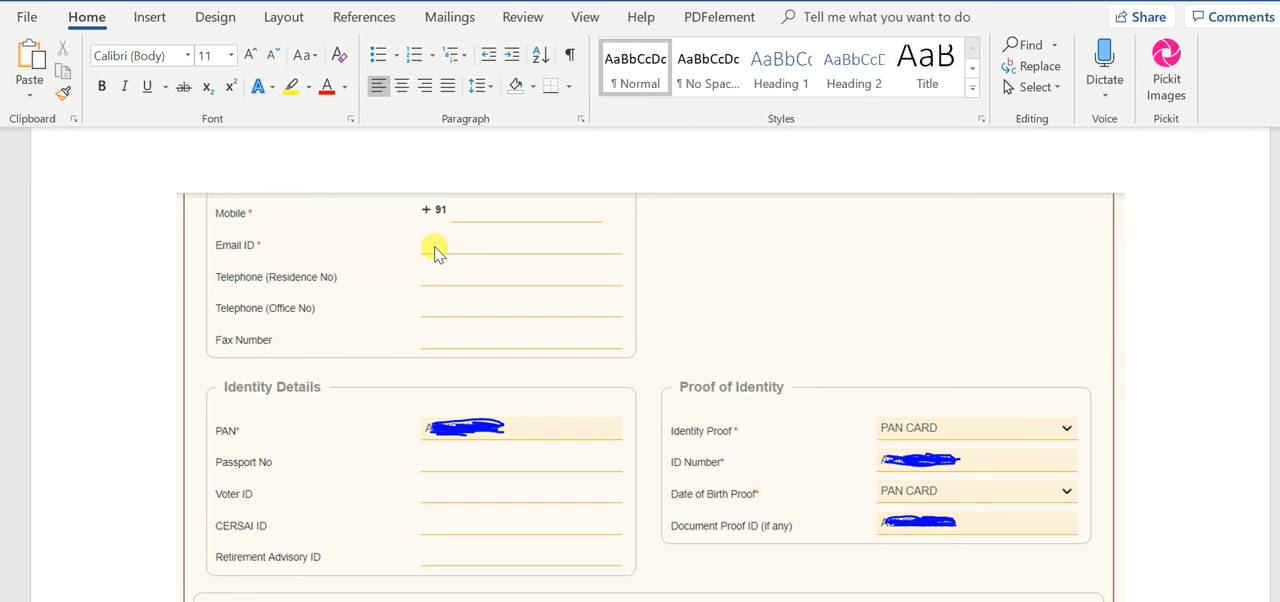 File Home Insert Design Layout References Mailings Review View Help PDFelement Tell me what you want to do Share Comments
Paste Calibri (Body) 11 A A Aa A AaBbCcDc AaBbCcDc AaBbCc AaBbCcD AaB Find Dictate Pickit Images
B I U ab x2 x2 A A ¶ Normal ¶ No Spac... Heading 1 Heading 2 Title Replace
Select
Clipboard Font Paragraph Styles Editing Voice Pickit
Mobile * + 91
Email ID *
Telephone (Residence No)
Telephone (Office No)
Fax Number
Identity Details
PAN*
Passport No
Voter ID
CERSAI ID
Retirement Advisory ID
Proof of Identity
Identity Proof * PAN CARD
ID Number*
Date of Birth Proof* PAN CARD
Document Proof ID (if any)